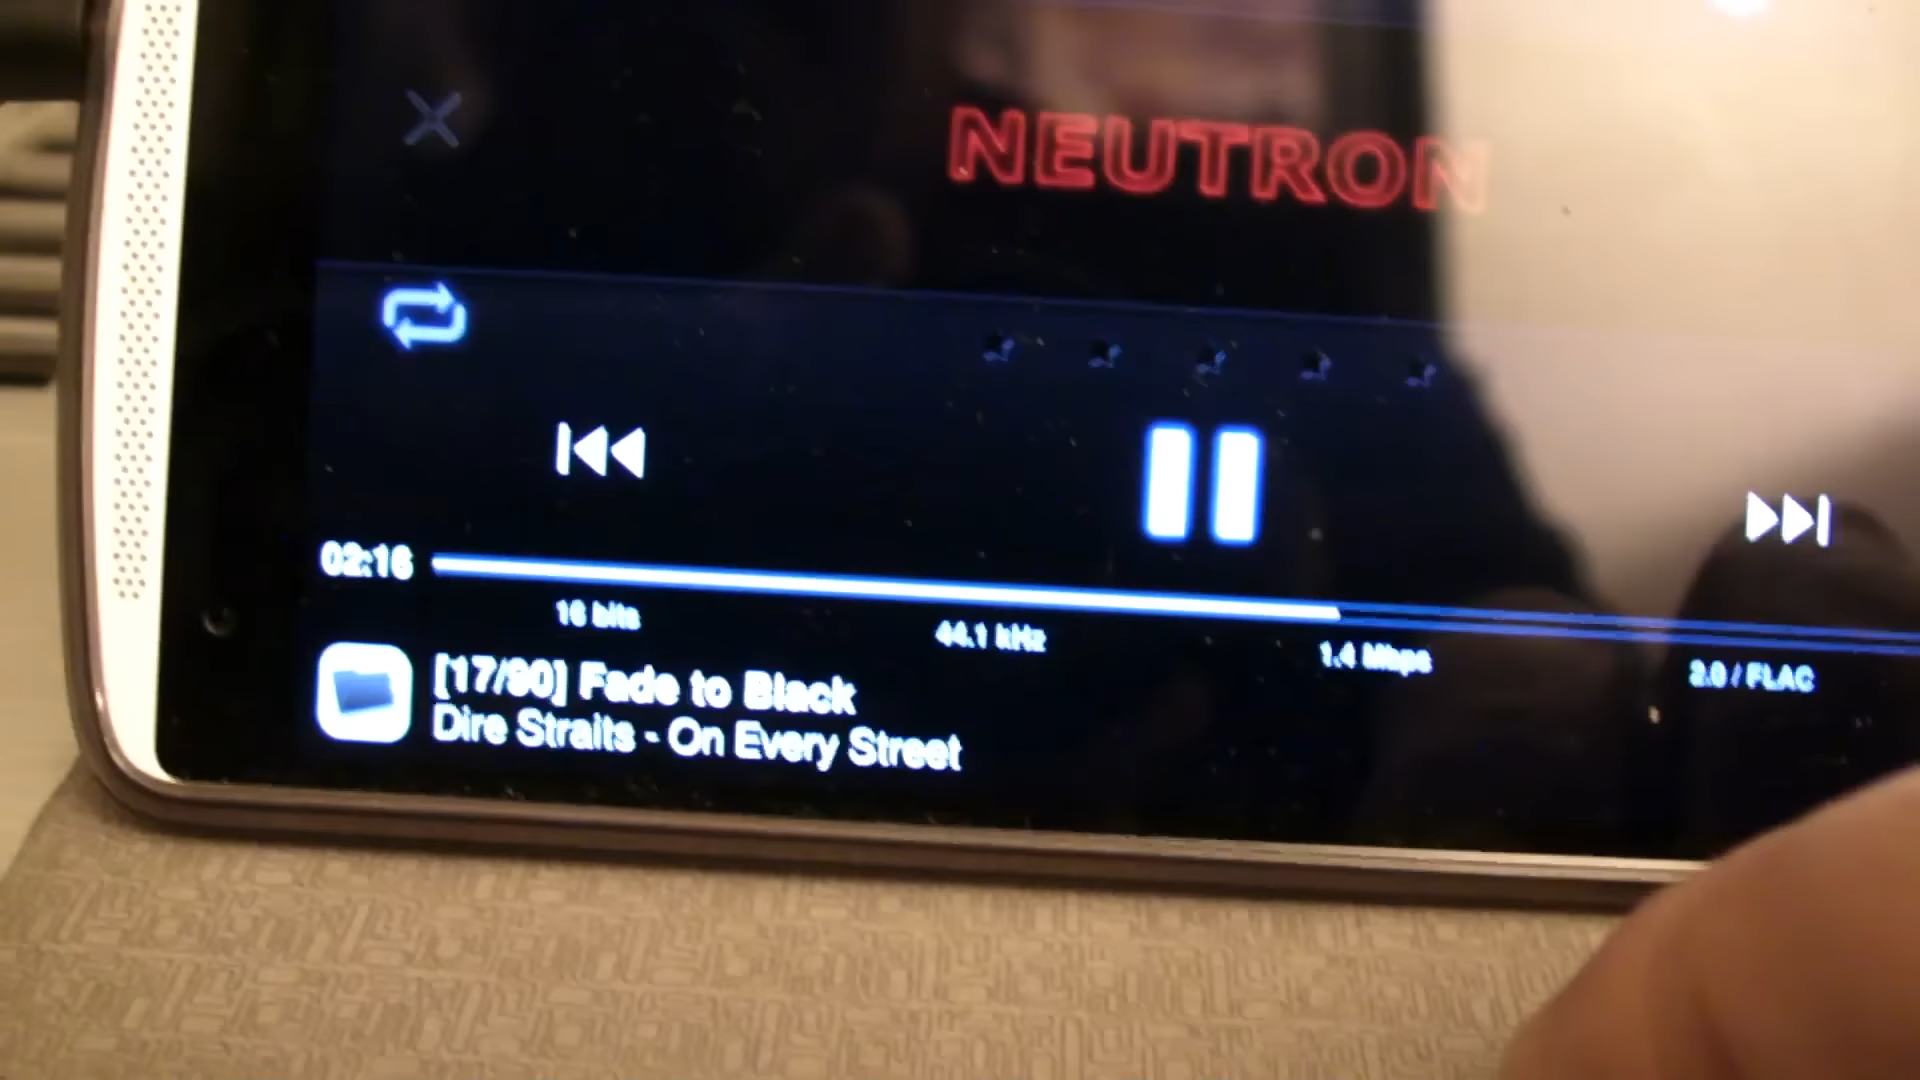 NEUTRON
02:16
16 bits 44.1 kHz 1.4 Mbps 2.0 / FLAC
[17/90] Fade to Black
Dire Straits - On Every Street